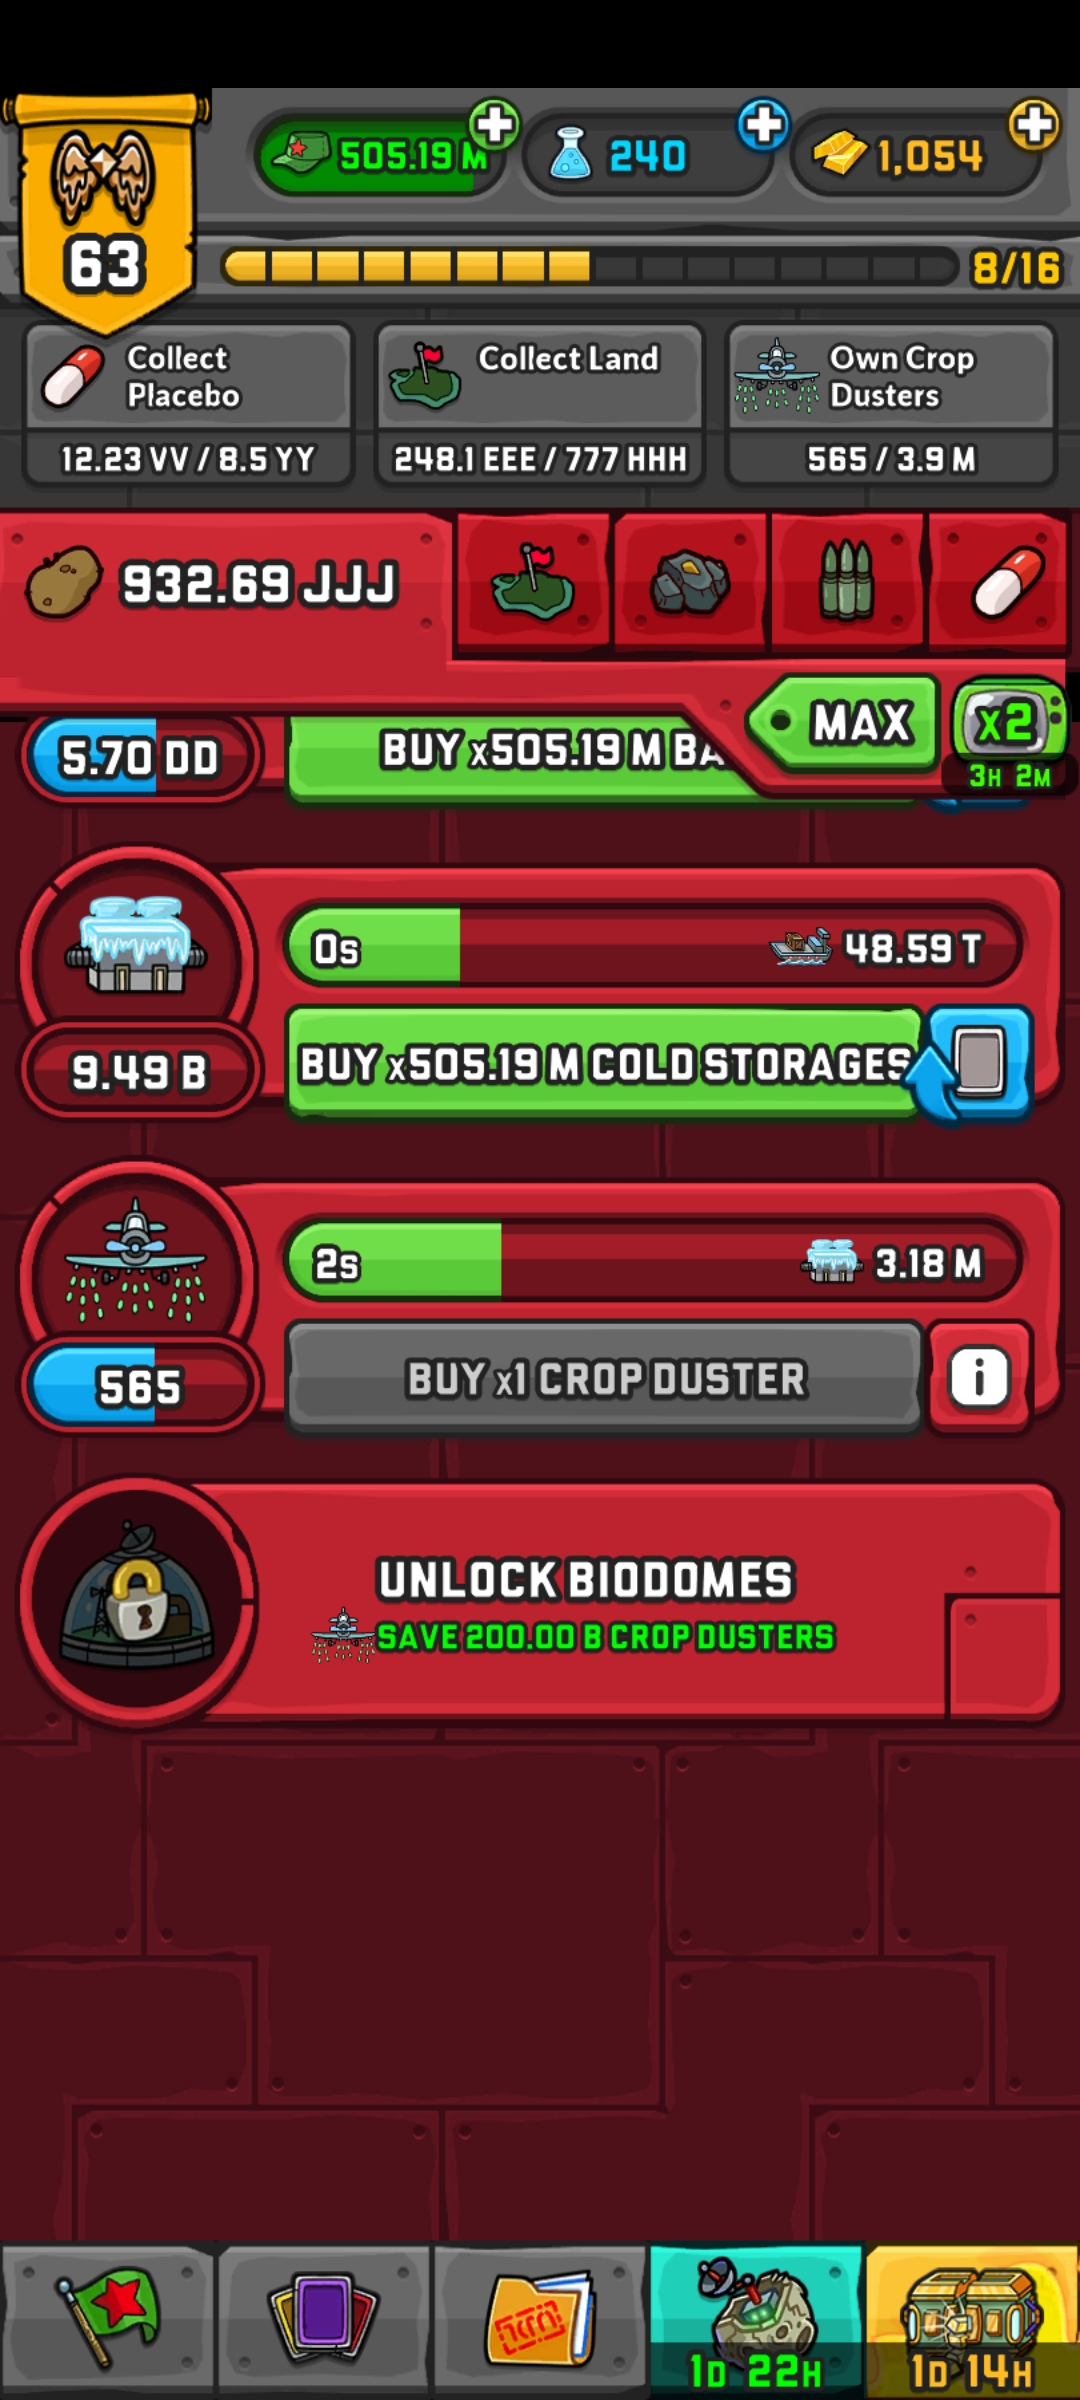 505.19 M
240
1,054
63
8/16
Collect
Placebo
12.23 VV / 8.5 YY
Collect Land
248.1 EEE / 777 HHH
Own Crop
Dusters
565 / 3.9 M
932.69 JJJ
MAX
x2
3H 2M
5.70 DD
BUY x505.19 M BA
0s
48.59 T
9.49 B
BUY x505.19 M COLD STORAGES
2s
3.18 M
565
BUY x1 CROP DUSTER
i
UNLOCK BIODOMES
SAVE 200.00 B CROP DUSTERS
1D 22H
1D 14H